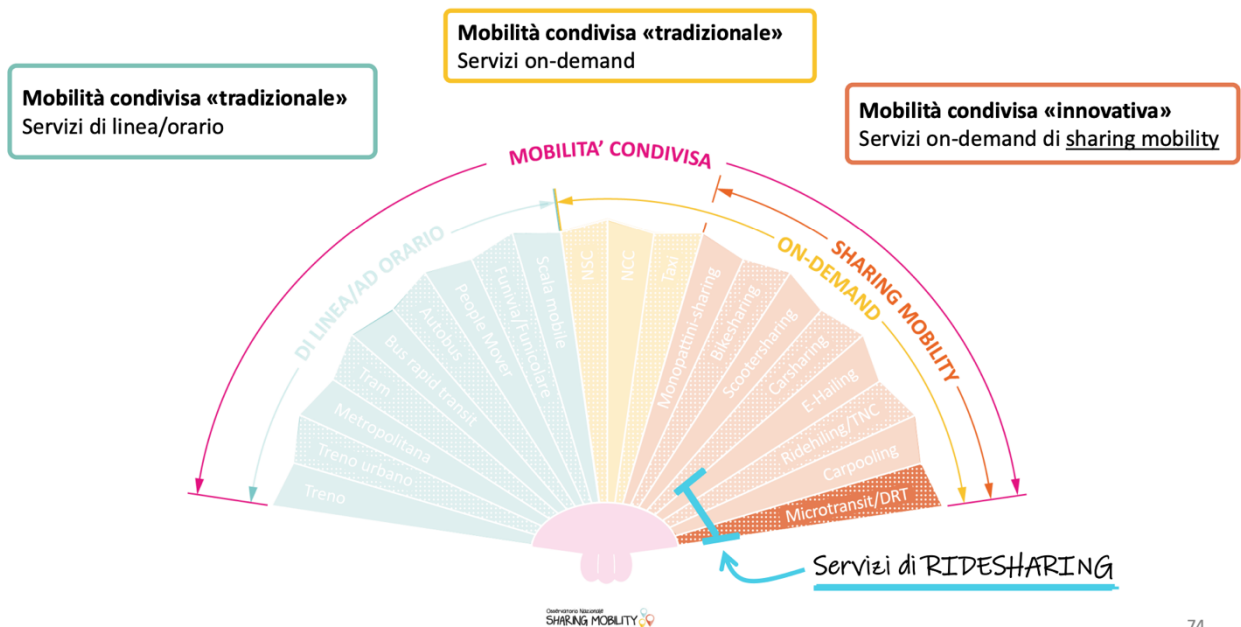 Mobilità condivisa «tradizionale»
Servizi on-demand
Mobilità condivisa «tradizionale»
Servizi di linea/orario
Mobilità condivisa «innovativa»
Servizi on-demand di sharing mobility
MOBILITA' CONDIVISA
DI LINEA/AD ORARIO
ON-DEMAND
SHARING MOBILITY
Treno
Treno urbano
Metropolitana
Tram
Bus rapid transit
Autobus
People Mover
Funivia/Funicolare
Scala mobile
NSC
NCC
Taxi
Monopattini-sharing
Bikesharing
Scootersharing
Carsharing
E-Hailing
Ridehiling/TNC
Carpooling
Microtransit/DRT
Servizi di RIDESHARING
Osservatorio Nazionale
SHARING MOBILITY
74